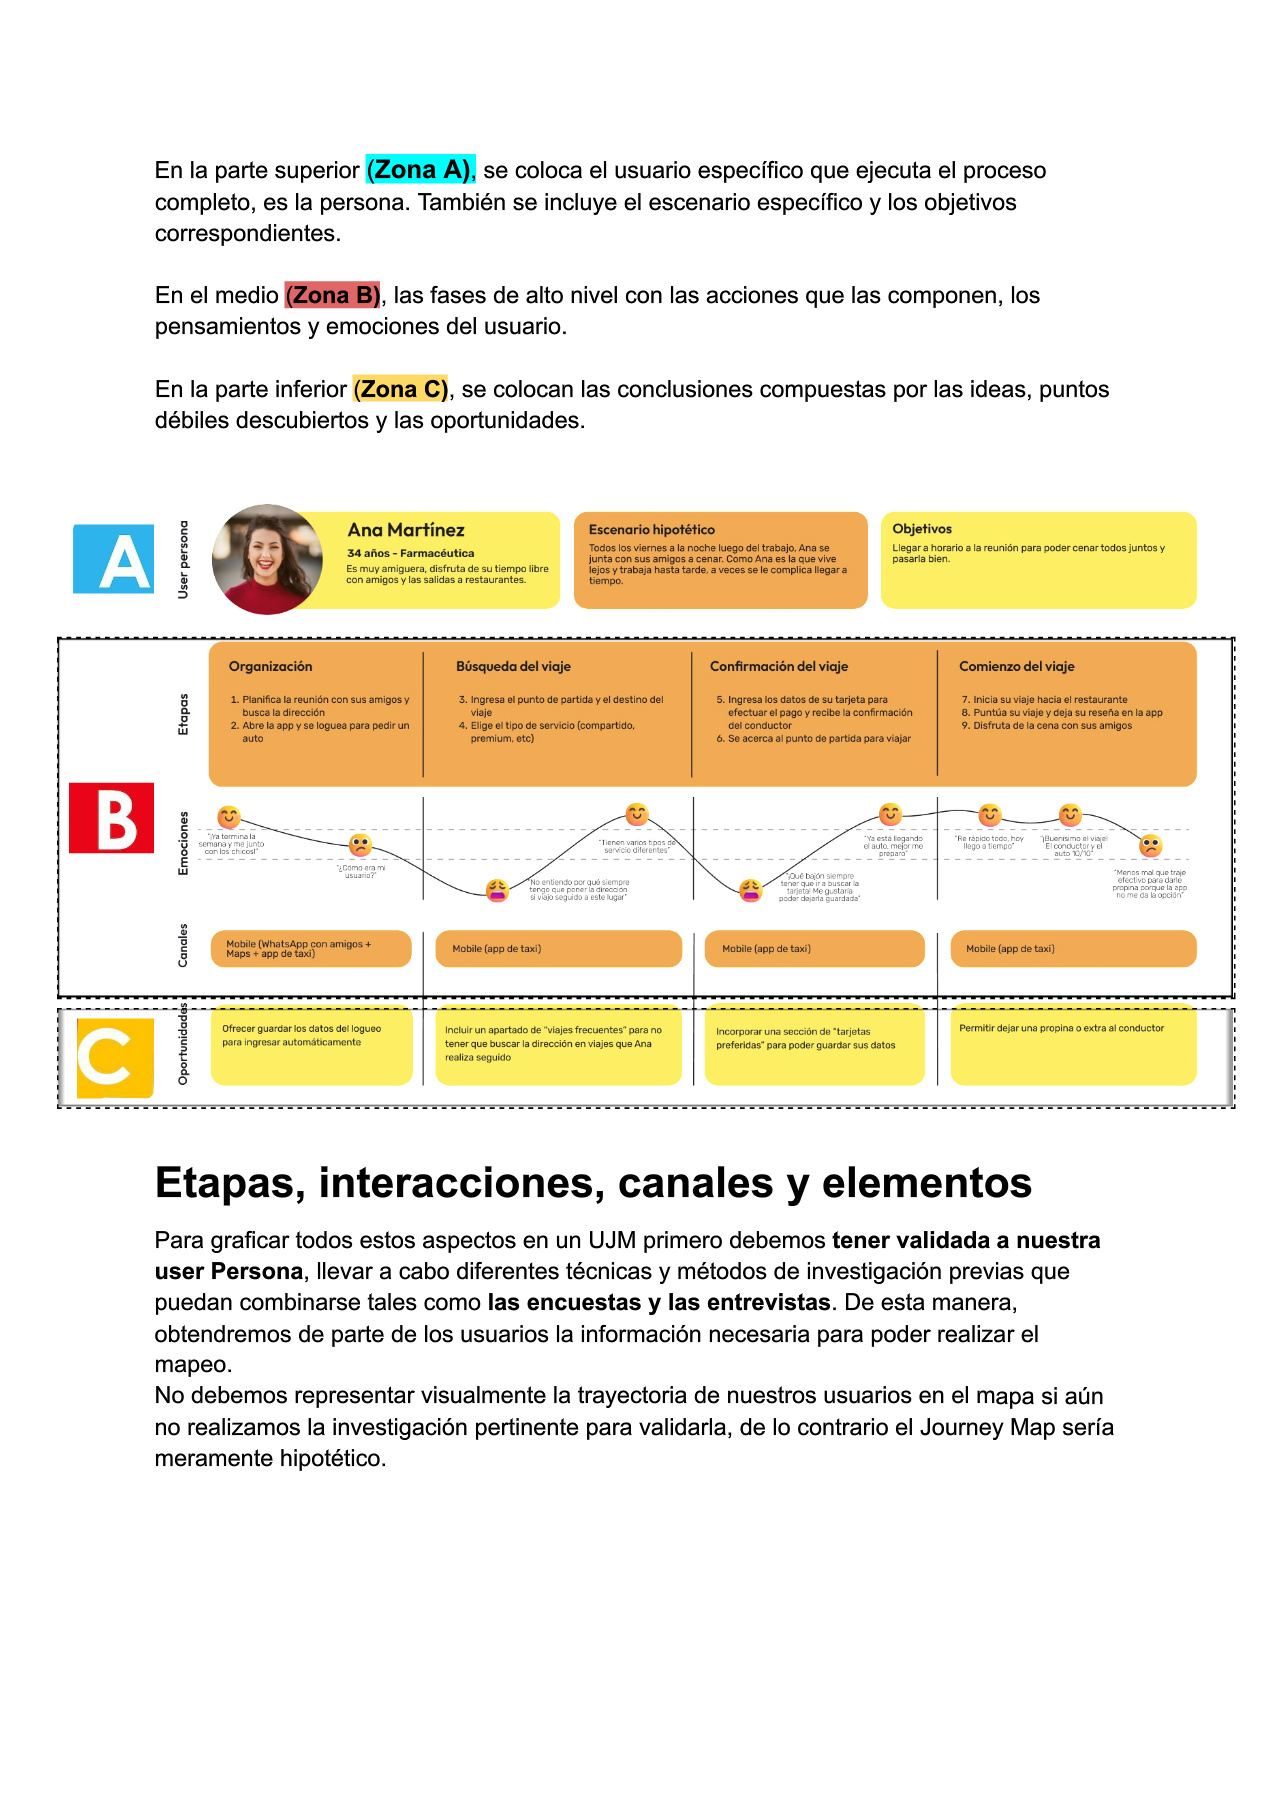 En la parte superior (Zona A), se coloca el usuario específico que ejecuta el proceso
completo, es la persona. También se incluye el escenario específico y los objetivos
correspondientes.
En el medio (Zona B), las fases de alto nivel con las acciones que las componen, los
pensamientos y emociones del usuario.
En la parte inferior (Zona C), se colocan las conclusiones compuestas por las ideas, puntos
débiles descubiertos y las oportunidades.
A
User persona
Ana Martínez
34 años - Farmacéutica
Es muy amiguera, disfruta de su tiempo libre
con amigos y las salidas a restaurantes.
Escenario hipotético
Todos los viernes a la noche luego del trabajo, Ana se
junta con sus amigos a cenar. Como Ana es la que vive
lejos y trabaja hasta tarde, a veces se le complica llegar a
tiempo.
Objetivos
Llegar a horario a la reunión para poder cenar todos juntos y
pasarla bien.
B
Etapas
Organización
1. Planifica la reunión con sus amigos y
busca la dirección
2. Abre la app y se loguea para pedir un
auto
Búsqueda del viaje
3. Ingresa el punto de partida y el destino del
viaje
4. Elige el tipo de servicio (compartido,
premium, etc)
Confirmación del viaje
5. Ingresa los datos de su tarjeta para
efectuar el pago y recibe la confirmación
del conductor
6. Se acerca al punto de partida para viajar
Comienzo del viaje
7. Inicia su viaje hacia el restaurante
8. Puntúa su viaje y deja su reseña en la app
9. Disfruta de la cena con sus amigos
Emociones
"¡Ya termina la
semana y me junto
con los chicos!"
"¿Cómo era mi
usuario?"
"No entiendo por qué siempre
tengo que poner la dirección
si viajo seguido a este lugar"
"Tienen varios tipos de
servicio diferentes"
"¡Qué bajón siempre
tener que ir a buscar la
tarjeta! Me gustaría
poder dejarla guardada"
"Ya está llegando
el auto, mejor me
preparo"
"Re rápido todo, hoy
llego a tiempo"
"¡Buenísimo el viaje!
El conductor y el
auto 10/10"
"Menos mal que traje
efectivo para darle
propina porque la app
no me da la opción"
Canales
Mobile (WhatsApp con amigos +
Maps + app de taxi)
Mobile (app de taxi)
Mobile (app de taxi)
Mobile (app de taxi)
C
Oportunidades
Ofrecer guardar los datos del logueo
para ingresar automáticamente
Incluir un apartado de "viajes frecuentes" para no
tener que buscar la dirección en viajes que Ana
realiza seguido
Incorporar una sección de "tarjetas
preferidas" para poder guardar sus datos
Permitir dejar una propina o extra al conductor
Etapas, interacciones, canales y elementos
Para graficar todos estos aspectos en un UJM primero debemos tener validada a nuestra
user Persona, llevar a cabo diferentes técnicas y métodos de investigación previas que
puedan combinarse tales como las encuestas y las entrevistas. De esta manera,
obtendremos de parte de los usuarios la información necesaria para poder realizar el
mapeo.
No debemos representar visualmente la trayectoria de nuestros usuarios en el mapa si aún
no realizamos la investigación pertinente para validarla, de lo contrario el Journey Map sería
meramente hipotético.